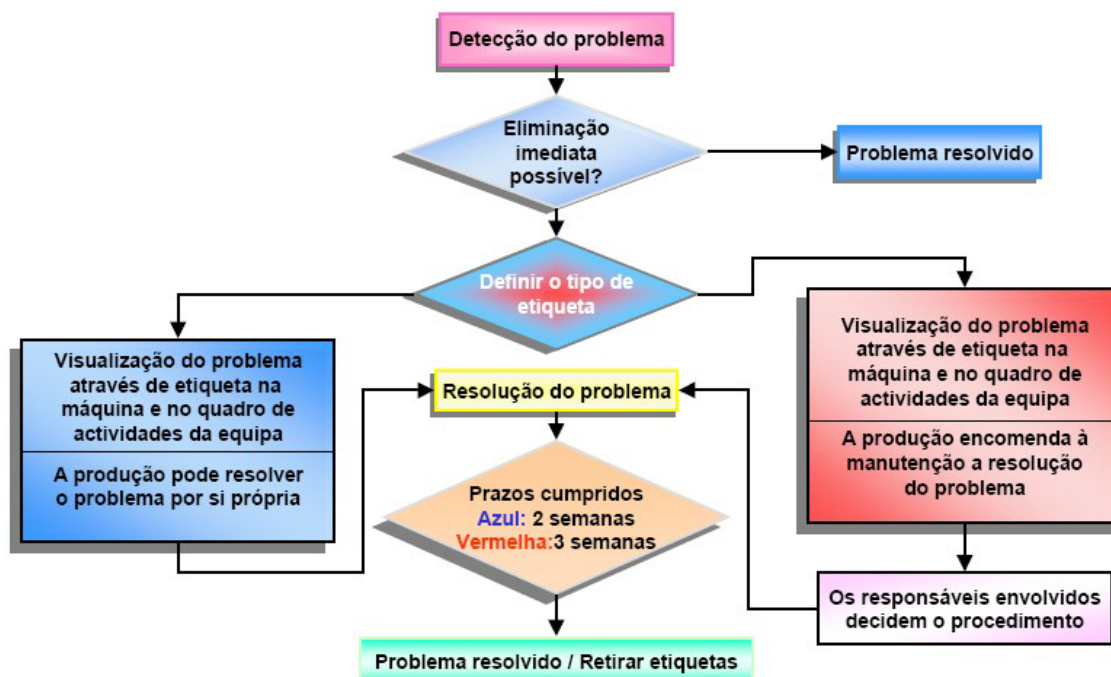 Detecção do problema
Eliminação
imediata
possível?
Problema resolvido
Definir o tipo de
etiqueta
Visualização do problema
através de etiqueta na
máquina e no quadro de
actividades da equipa
A produção pode resolver
o problema por si própria
Visualização do problema
através de etiqueta na
máquina e no quadro de
actividades da equipa
A produção encomenda à
manutenção a resolução
do problema
Os responsáveis envolvidos
decidem o procedimento
Resolução do problema
Prazos cumpridos
Azul: 2 semanas
Vermelha:3 semanas
Problema resolvido / Retirar etiquetas